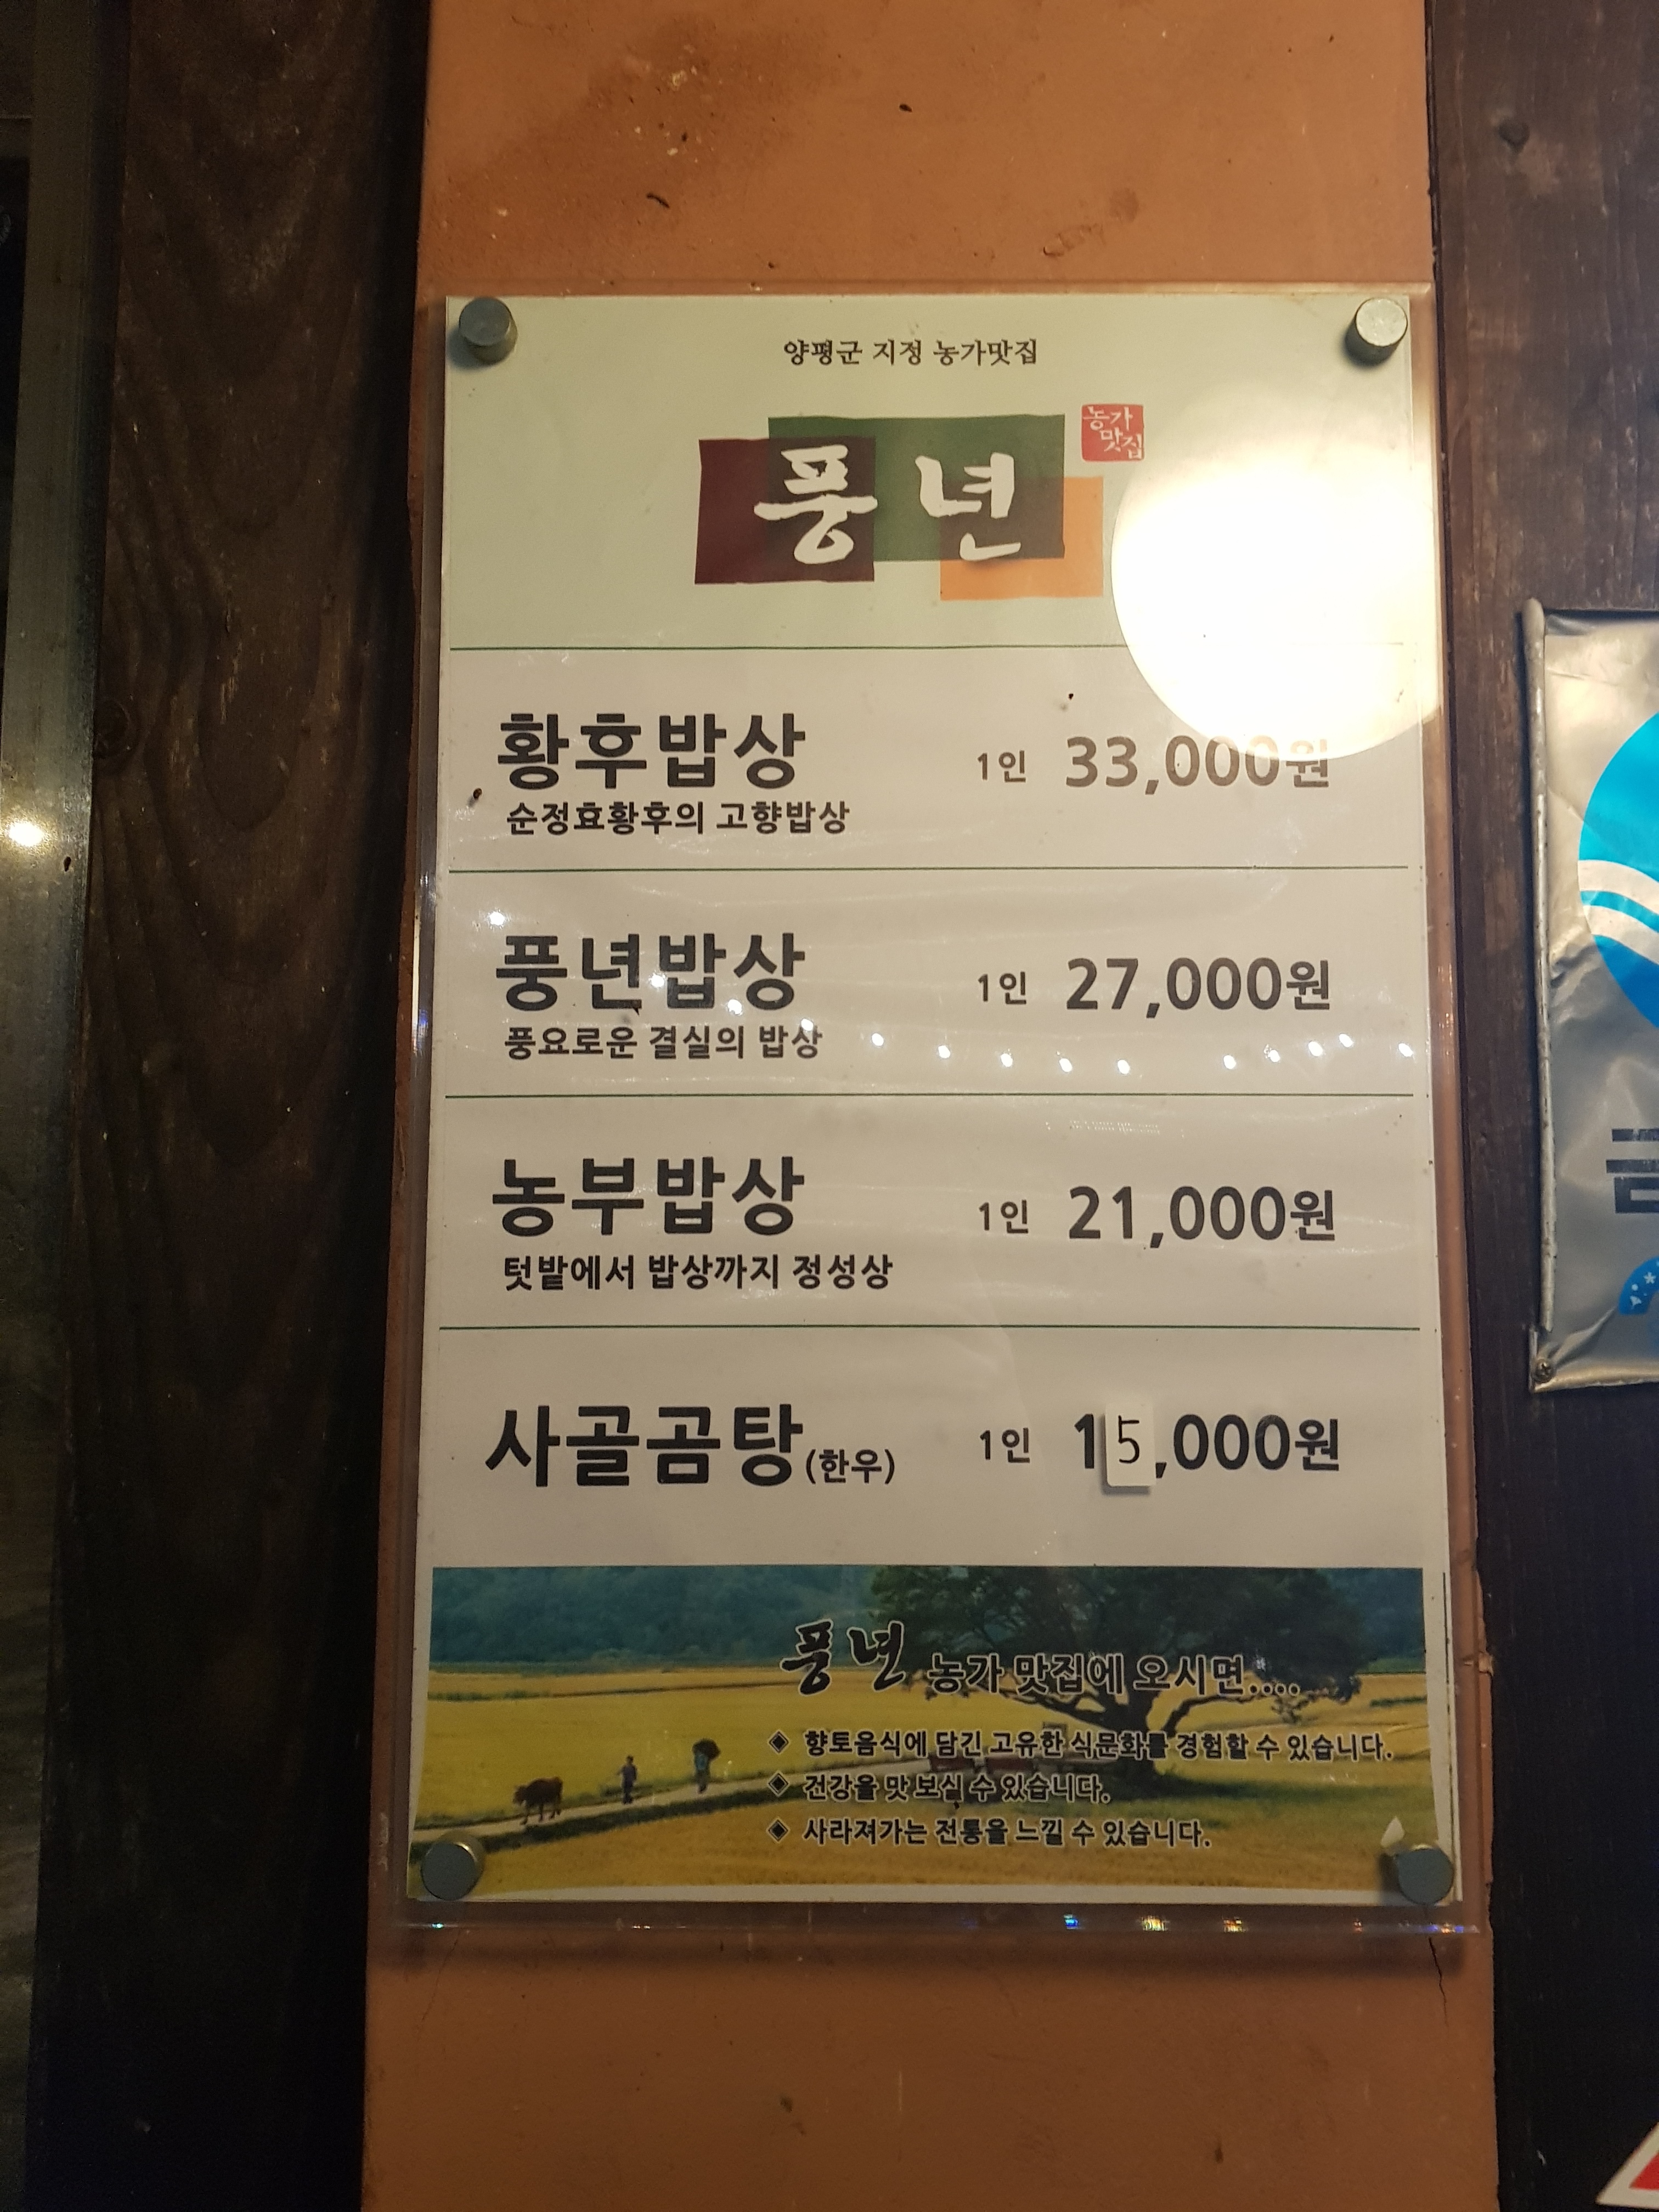 양평군 지정 농가맛집
풍년
농가
맛집
황후밥상 1인 33,000원
순정효황후의 고향밥상
풍년밥상 1인 27,000원
풍요로운 결실의 밥상
농부밥상 1인 21,000원
텃밭에서 밥상까지 정성상
사골곰탕(한우) 1인 15,000원
풍년 농가 맛집에 오시면....
◈ 향토음식에 담긴 고유한 식문화를 경험할 수 있습니다.
◈ 건강을 맛 보실 수 있습니다.
◈ 사라져가는 전통을 느낄 수 있습니다.